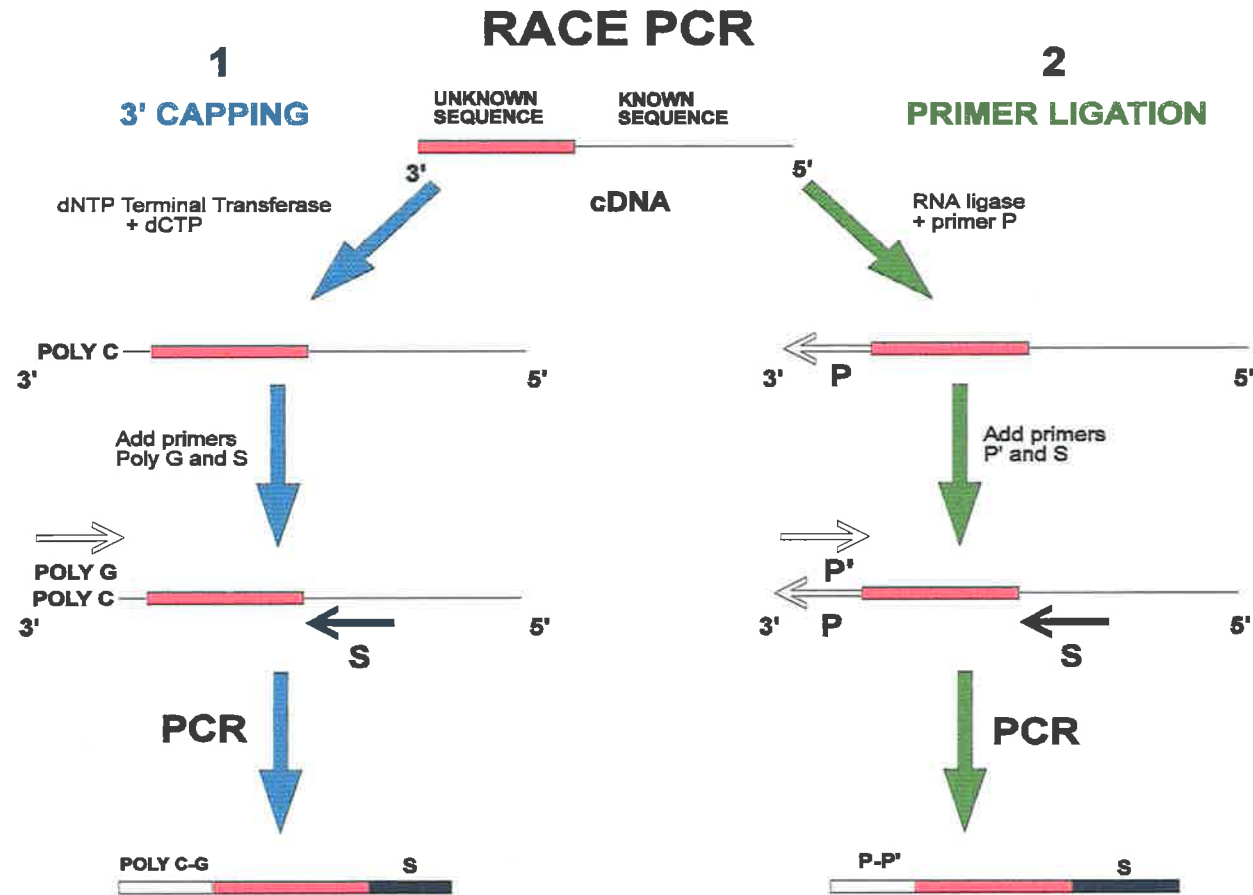 RACE PCR
1
3' CAPPING
2
PRIMER LIGATION
UNKNOWN
SEQUENCE
KNOWN
SEQUENCE
3'
5'
cDNA
dNTP Terminal Transferase
+ dCTP
RNA ligase
+ primer P
POLY C
3'
5'
3'
P
5'
Add primers
Poly G and S
Add primers
P' and S
POLY G
POLY C
3'
S
5'
P'
3'
P
S
5'
PCR
PCR
POLY C-G
S
P-P'
S